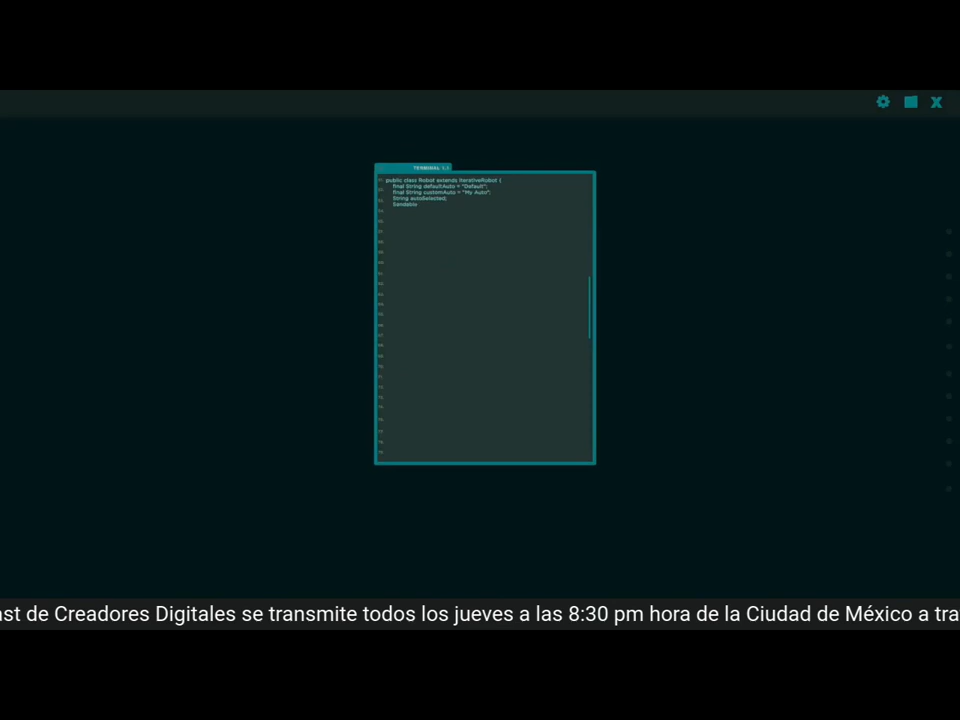 TERMINAL
public class Robot extends IterativeRobot {
final String defaultAuto = "Default";
final String customAuto = "My Auto";
String autoSelected;
Sendable
ast de Creadores Digitales se transmite todos los jueves a las 8:30 pm hora de la Ciudad de México a tra